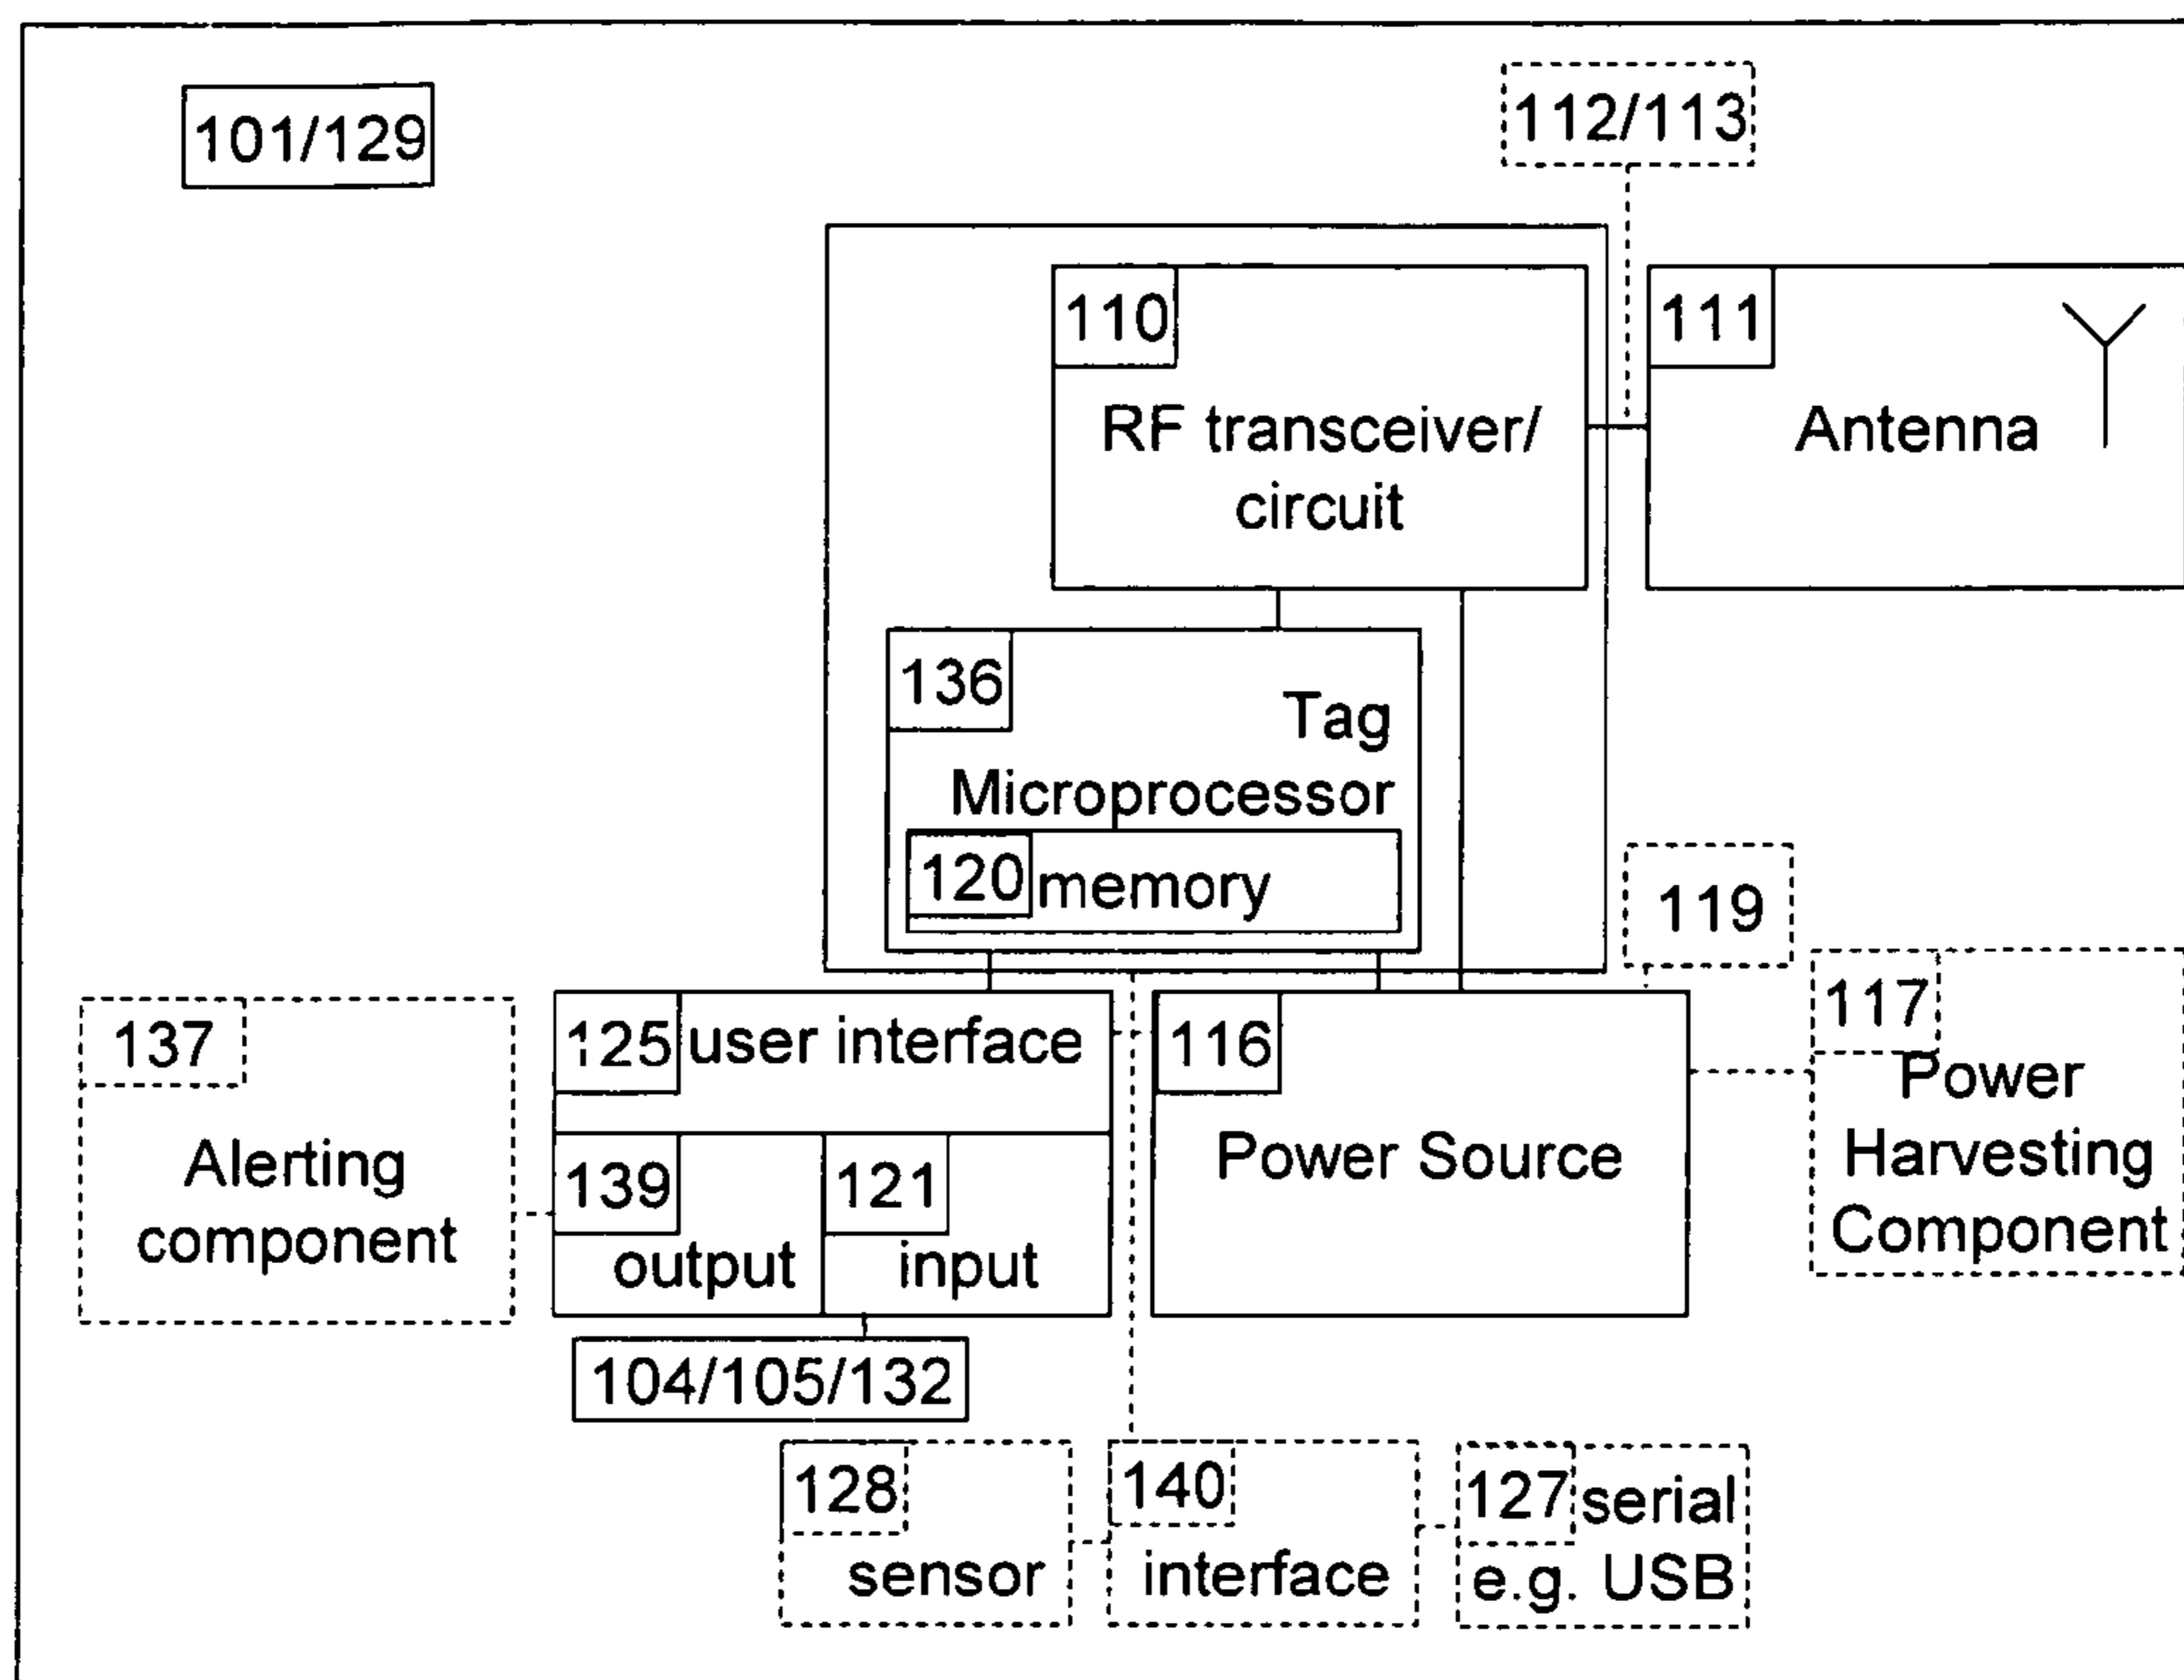 101/129
112/113
110
RF transceiver/
circuit
111
Antenna
136
Tag
Microprocessor
120 memory
119
117
Power
Harvesting
Component
137
Alerting
component
125 user interface
139
output
121
input
116
Power Source
104/105/132
128
sensor
140
interface
127 serial
e.g. USB